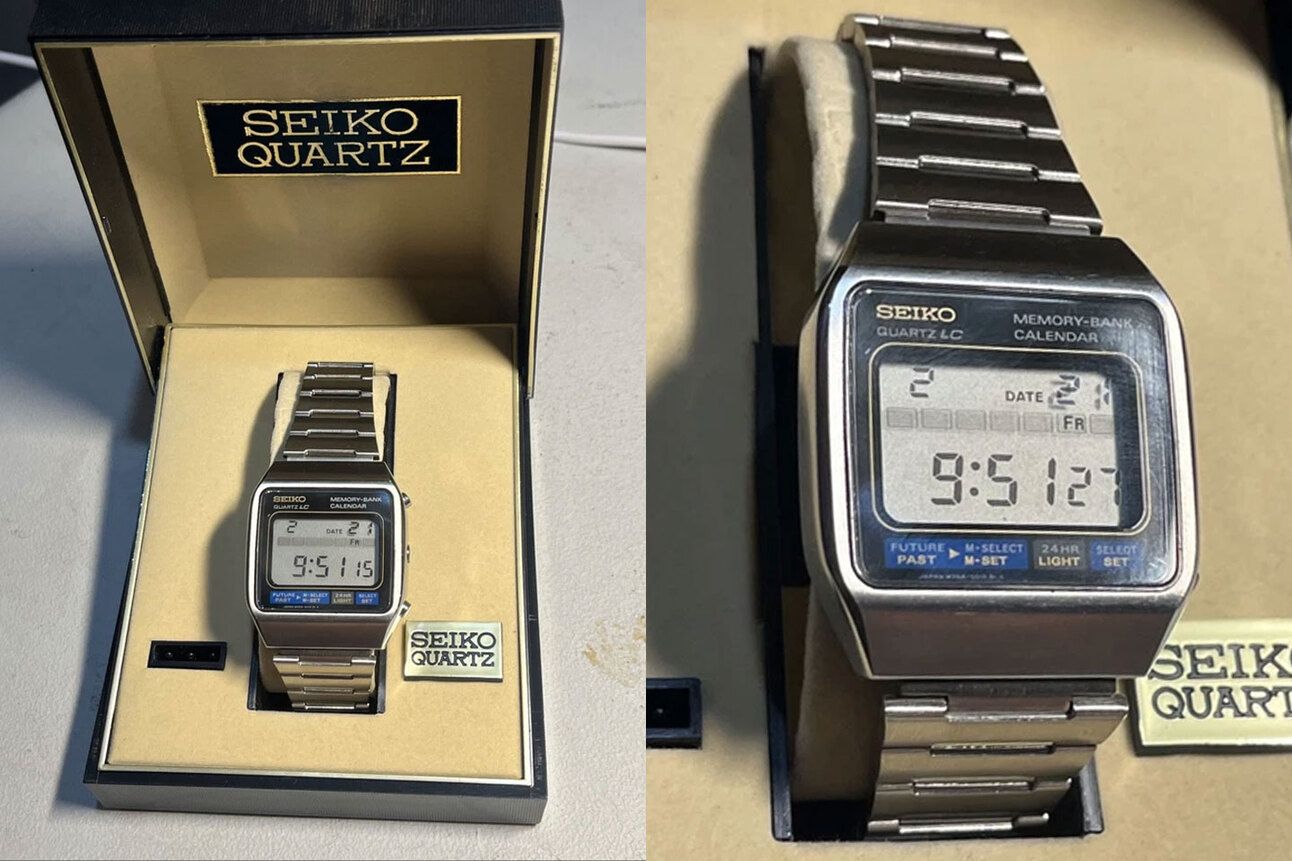 SEIKO
QUARTZ
SEIKO
QUARTZ LC
MEMORY-BANK
CALENDAR
2 DATE 21
FR
9:51 15
FUTURE M-SELECT 24HR SELECT
PAST M-SET LIGHT SET
SEIKO
QUARTZ
SEIKO
QUARTZ LC
MEMORY-BANK
CALENDAR
2 DATE 21
FR
9:51 27
FUTURE M-SELECT 24HR SELECT
PAST M-SET LIGHT SET
SEIK
QUART